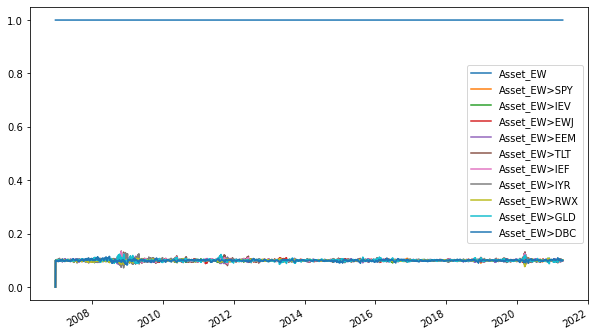 1.0
0.8
0.6
0.4
0.2
0.0
Asset_EW
Asset_EW>SPY
Asset_EW>IEV
Asset_EW>EWJ
Asset_EW>EEM
Asset_EW>TLT
Asset_EW>IEF
Asset_EW>IYR
Asset_EW>RWX
Asset_EW>GLD
Asset_EW>DBC
2008
2010
2012
2014
2016
2018
2020
2022